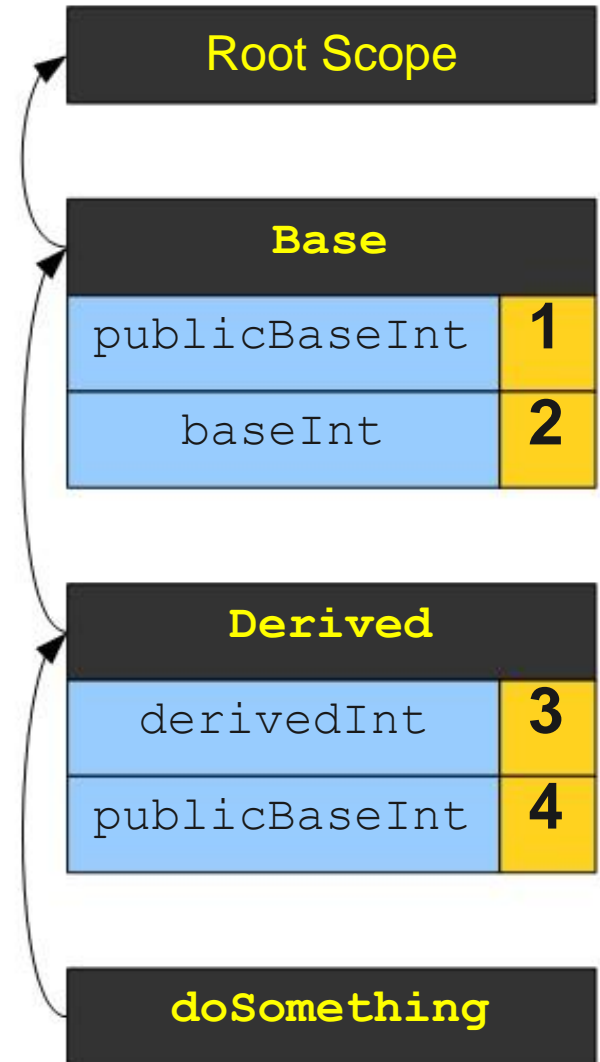 Root Scope
Base
publicBaseInt 1
baseInt 2
Derived
derivedInt 3
publicBaseInt 4
doSomething